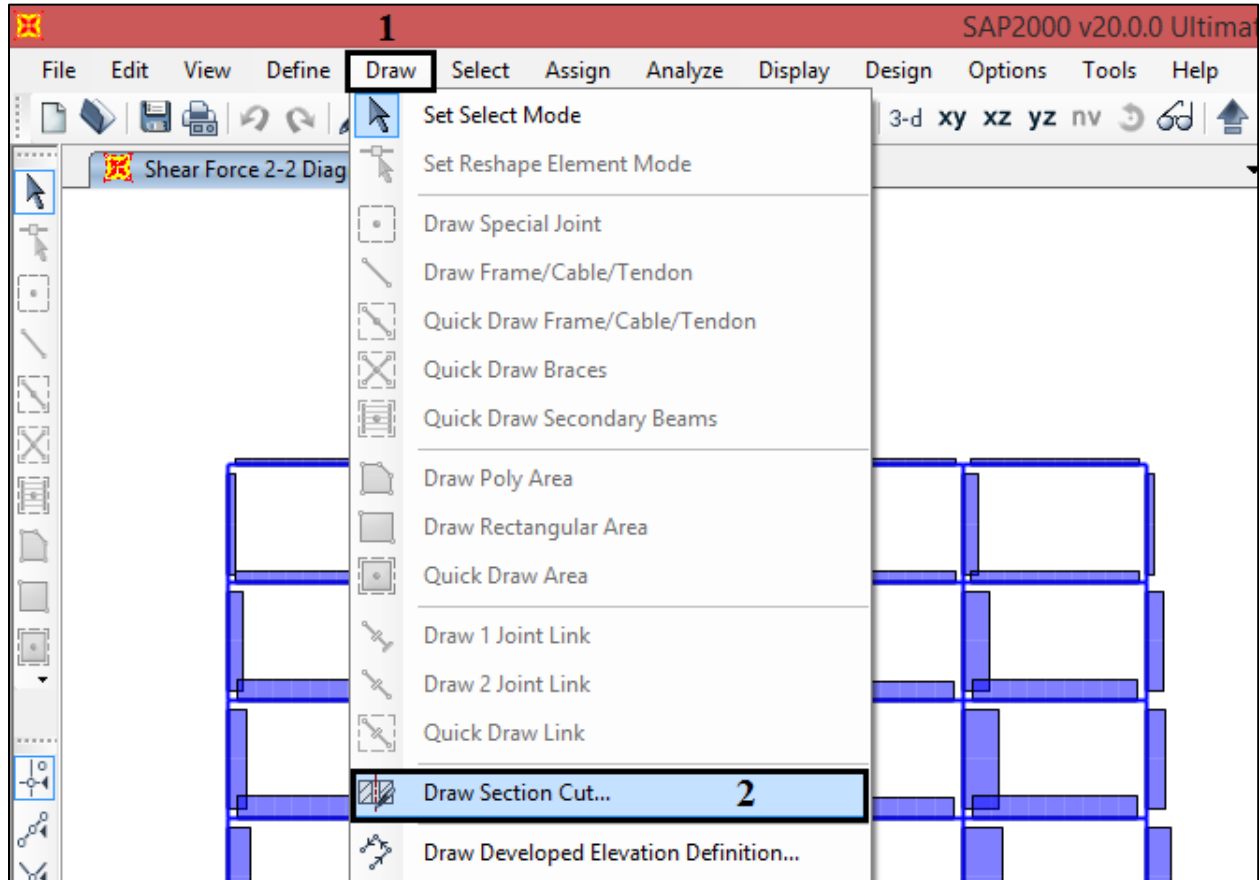 1
SAP2000 v20.0.0 Ultimat
File Edit View Define Draw Select Assign Analyze Display Design Options Tools Help
3-d xy xz yz nv
Shear Force 2-2 Diag
Set Select Mode
Set Reshape Element Mode
Draw Special Joint
Draw Frame/Cable/Tendon
Quick Draw Frame/Cable/Tendon
Quick Draw Braces
Quick Draw Secondary Beams
Draw Poly Area
Draw Rectangular Area
Quick Draw Area
Draw 1 Joint Link
Draw 2 Joint Link
Quick Draw Link
Draw Section Cut... 2
Draw Developed Elevation Definition...